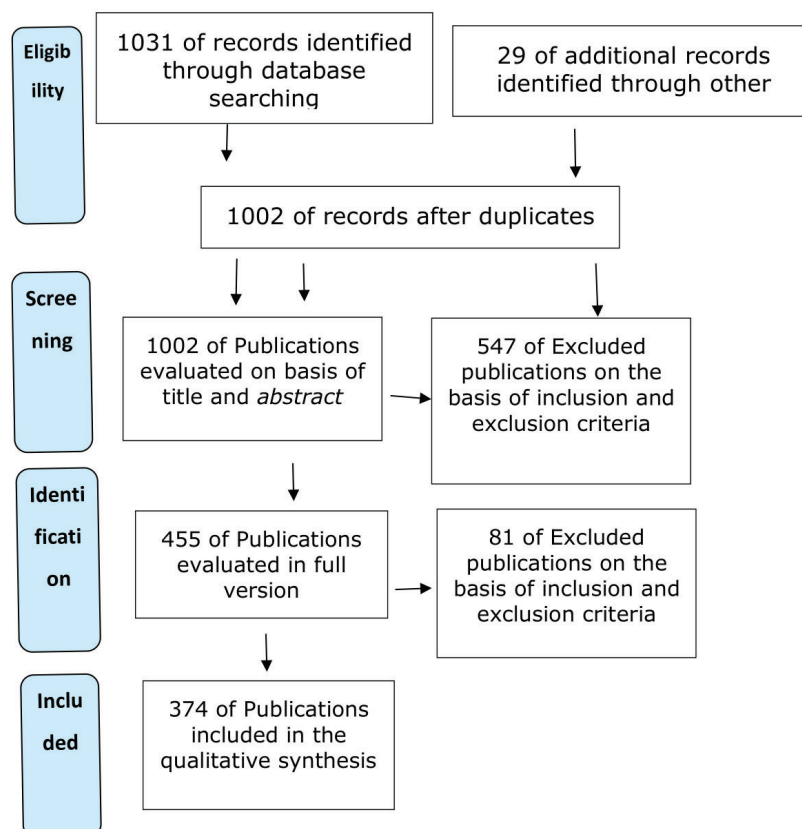 Eligib
ility
1031 of records identified
through database
searching
29 of additional records
identified through other
1002 of records after duplicates
Scree
ning
1002 of Publications
evaluated on basis of
title and abstract
547 of Excluded
publications on the
basis of inclusion and
exclusion criteria
Identi
ficati
on
455 of Publications
evaluated in full
version
81 of Excluded
publications on the
basis of inclusion and
exclusion criteria
Inclu
ded
374 of Publications
included in the
qualitative synthesis